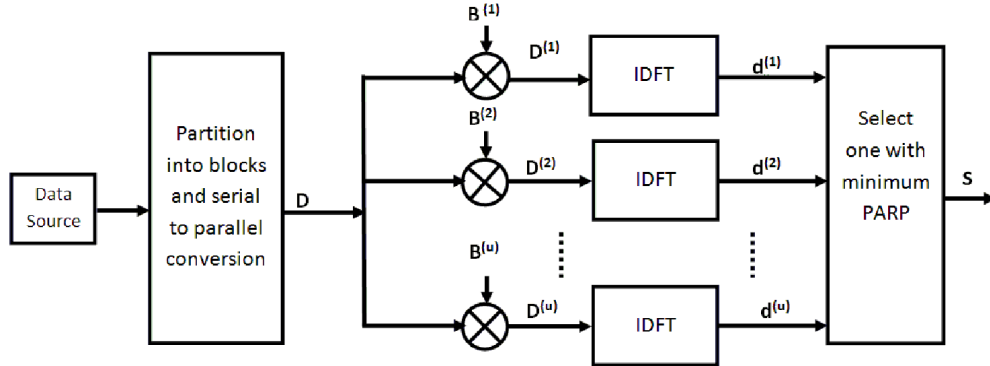 Data
Source
Partition
into blocks
and serial
to parallel
conversion
D
B(1)
D(1)
IDFT
d(1)
B(2)
D(2)
IDFT
d(2)
B(u)
D(u)
IDFT
d(u)
Select
one with
minimum
PARP
S